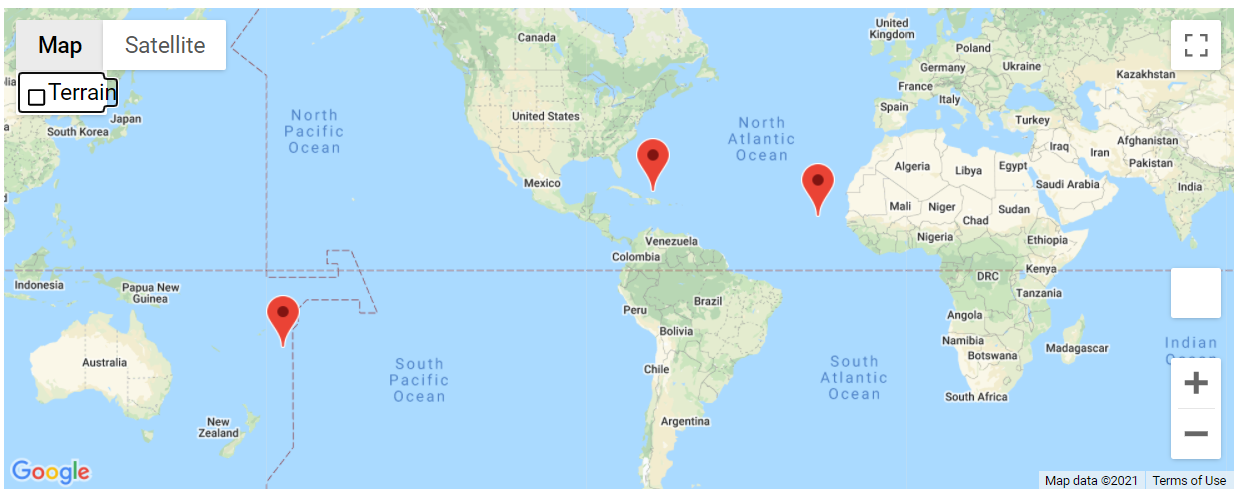 Map
Satellite
Terrain
Canada
United
Kingdom
Poland
Germany
Ukraine
Kazakhstan
France
Italy
Spain
Turkey
South Korea
Japan
North
Pacific
Ocean
United States
North
Atlantic
Ocean
Iraq
Iran
Afghanistan
Pakistan
Algeria
Libya
Egypt
Saudi Arabia
India
Mexico
Mali
Niger
Chad
Sudan
Nigeria
Ethiopia
Venezuela
Colombia
DRC
Kenya
Tanzania
Indonesia
Papua New
Guinea
Peru
Brazil
Angola
Bolivia
Namibia
Botswana
Madagascar
Indian
Ocean
Australia
South
Pacific
Ocean
Chile
South
Atlantic
Ocean
South Africa
New
Zealand
Argentina
Google
Map data ©2021
Terms of Use